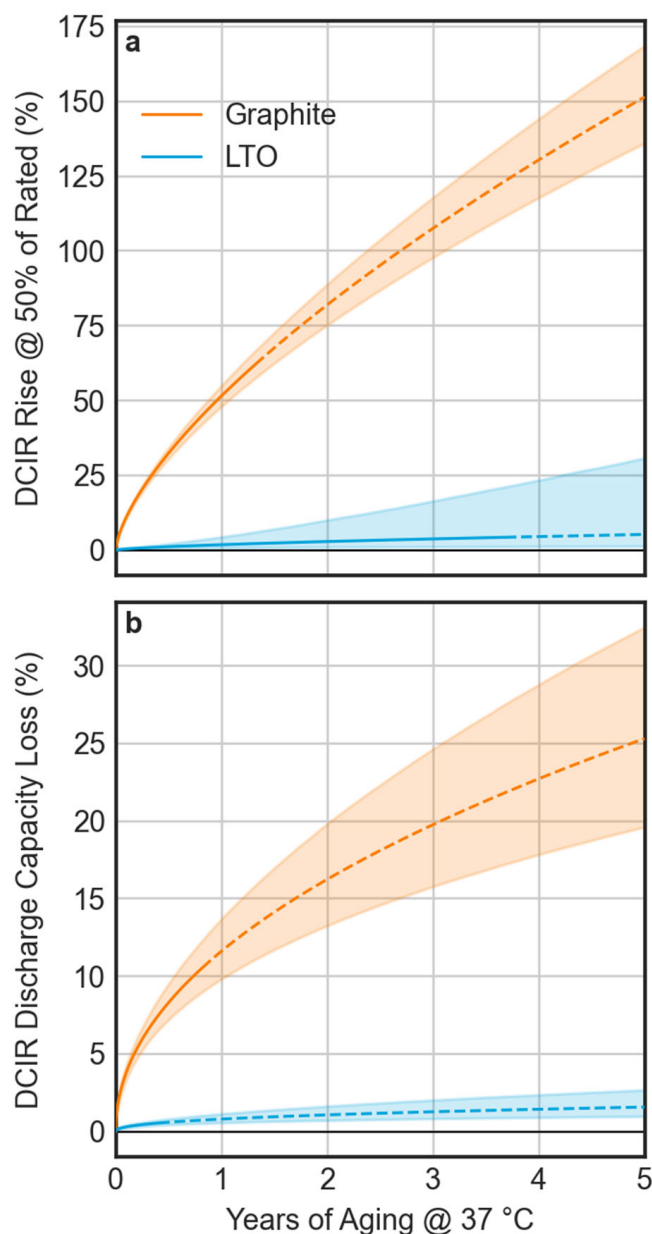 a
175
150
125
100
75
50
25
0
DCIR Rise @ 50% of Rated (%)
Graphite
LTO
b
30
25
20
15
10
5
0
DCIR Discharge Capacity Loss (%)
0 1 2 3 4 5
Years of Aging @ 37 °C